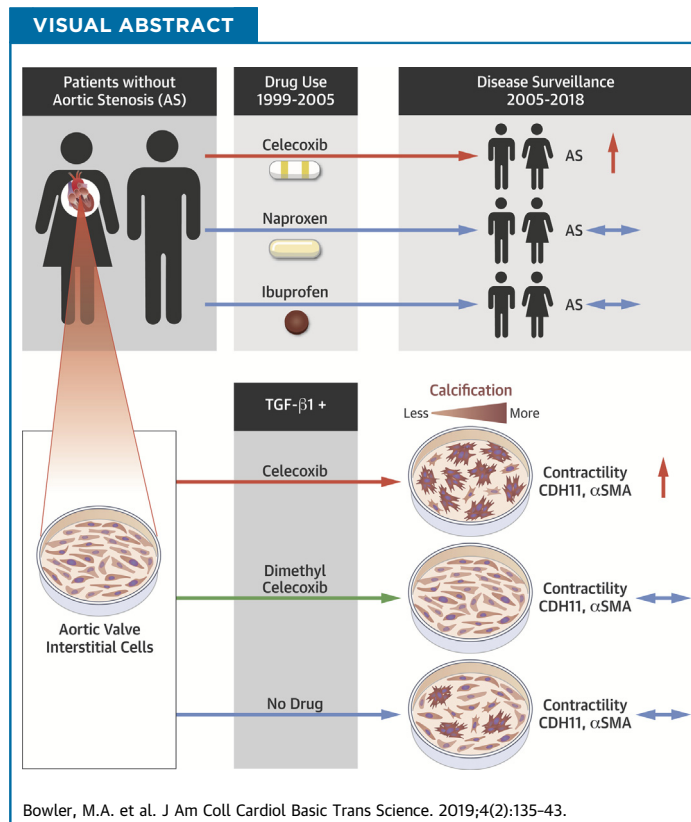 VISUAL ABSTRACT
Patients without
Aortic Stenosis (AS)
Drug Use
1999-2005
Disease Surveillance
2005-2018
Celecoxib
AS
Naproxen
AS
Ibuprofen
AS
TGF-β1 +
Calcification
Less
More
Celecoxib
Contractility
CDH11, αSMA
Dimethyl
Celecoxib
Contractility
CDH11, αSMA
Aortic Valve
Interstitial Cells
No Drug
Contractility
CDH11, αSMA
Bowler, M.A. et al. J Am Coll Cardiol Basic Trans Science. 2019;4(2):135-43.